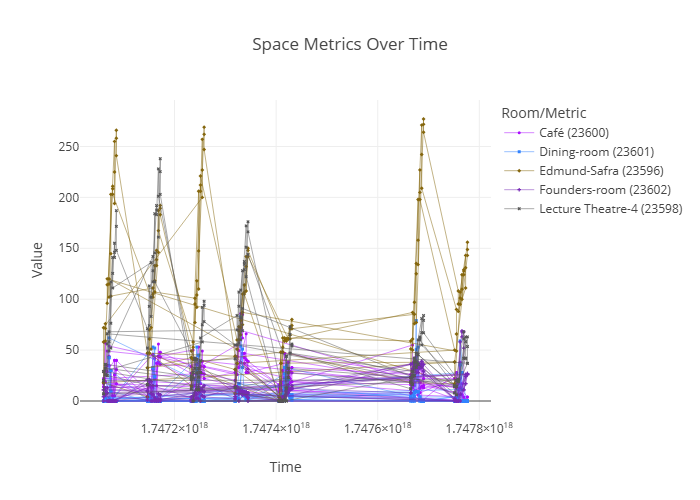 Space Metrics Over Time
Room/Metric
Café (23600)
Dining-room (23601)
Edmund-Safra (23596)
Founders-room (23602)
Lecture Theatre-4 (23598)
Value
250
200
150
100
50
0
1.7472×10¹⁸ 1.7474×10¹⁸ 1.7476×10¹⁸ 1.7478×10¹⁸
Time